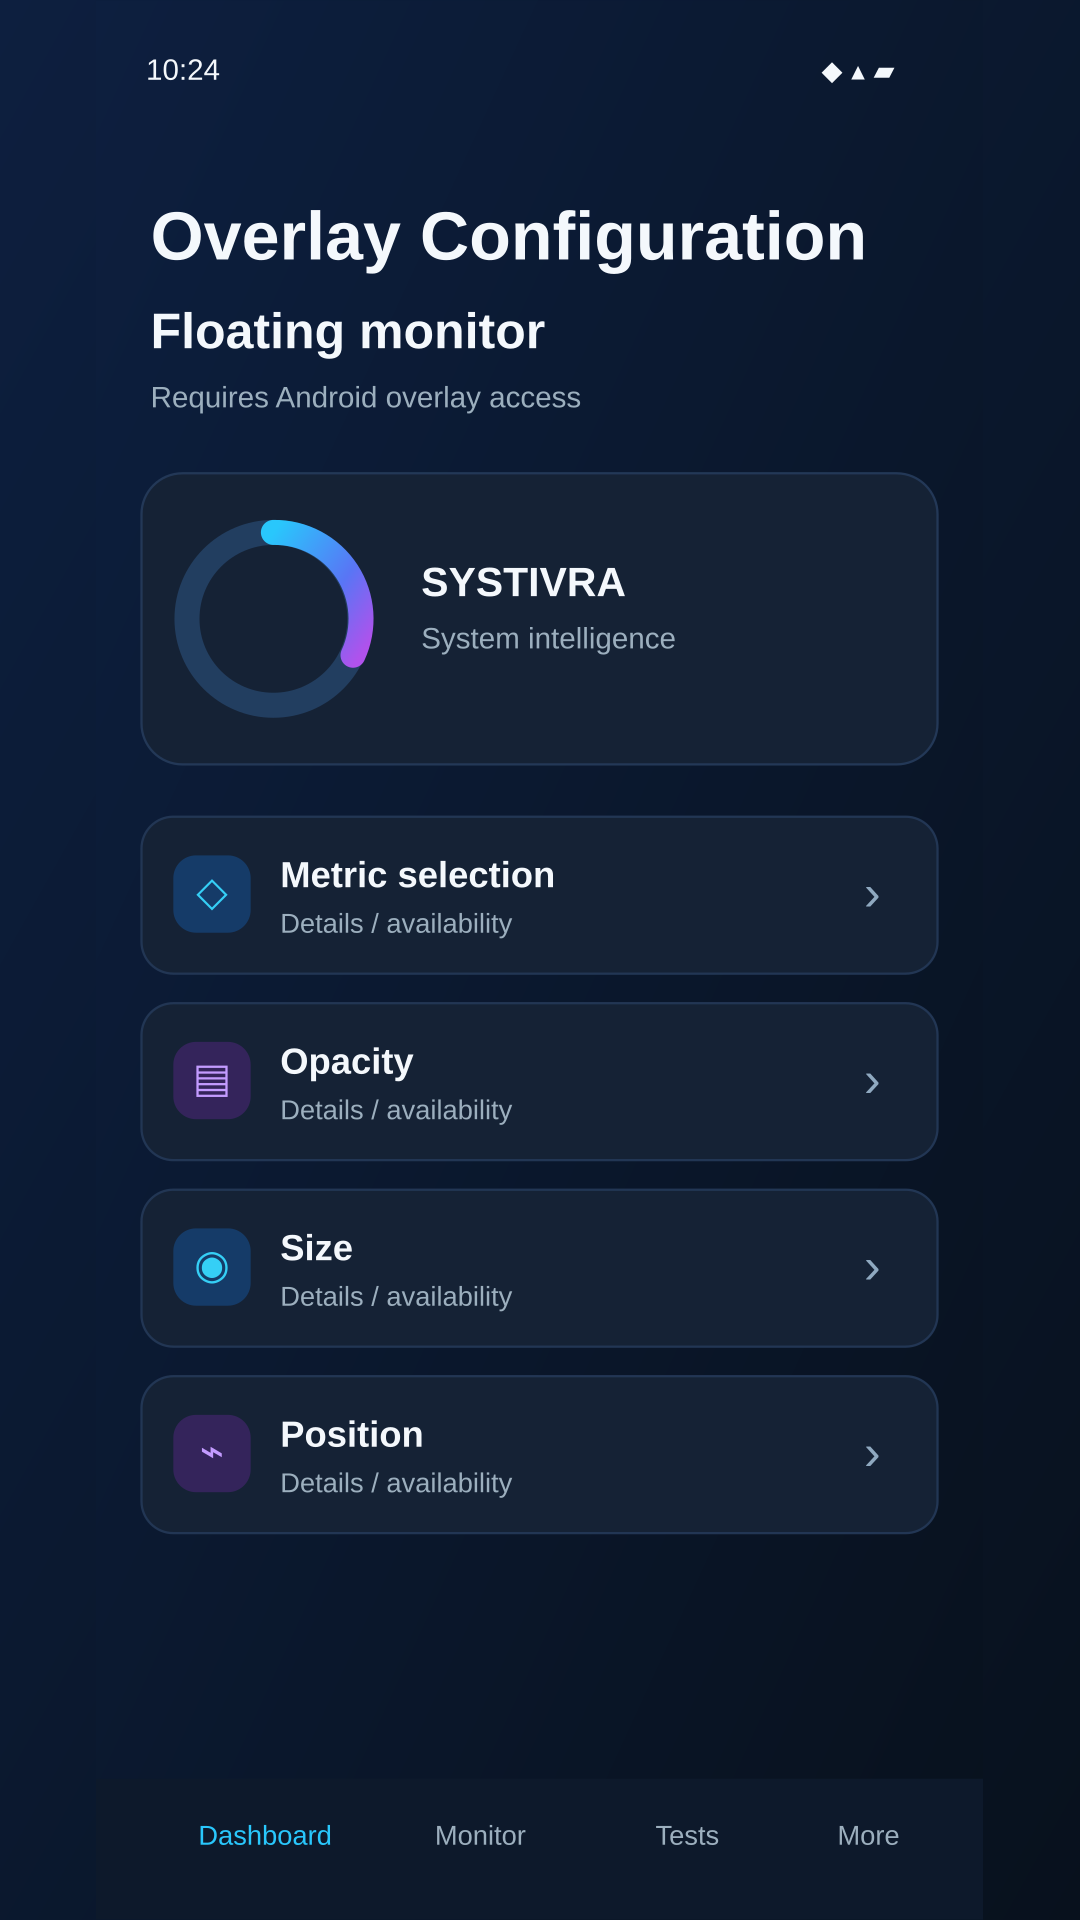 10:24
Overlay Configuration
Floating monitor
Requires Android overlay access
SYSTIVRA
System intelligence
Metric selection
Details / availability
Opacity
Details / availability
Size
Details / availability
Position
Details / availability
Dashboard Monitor Tests More